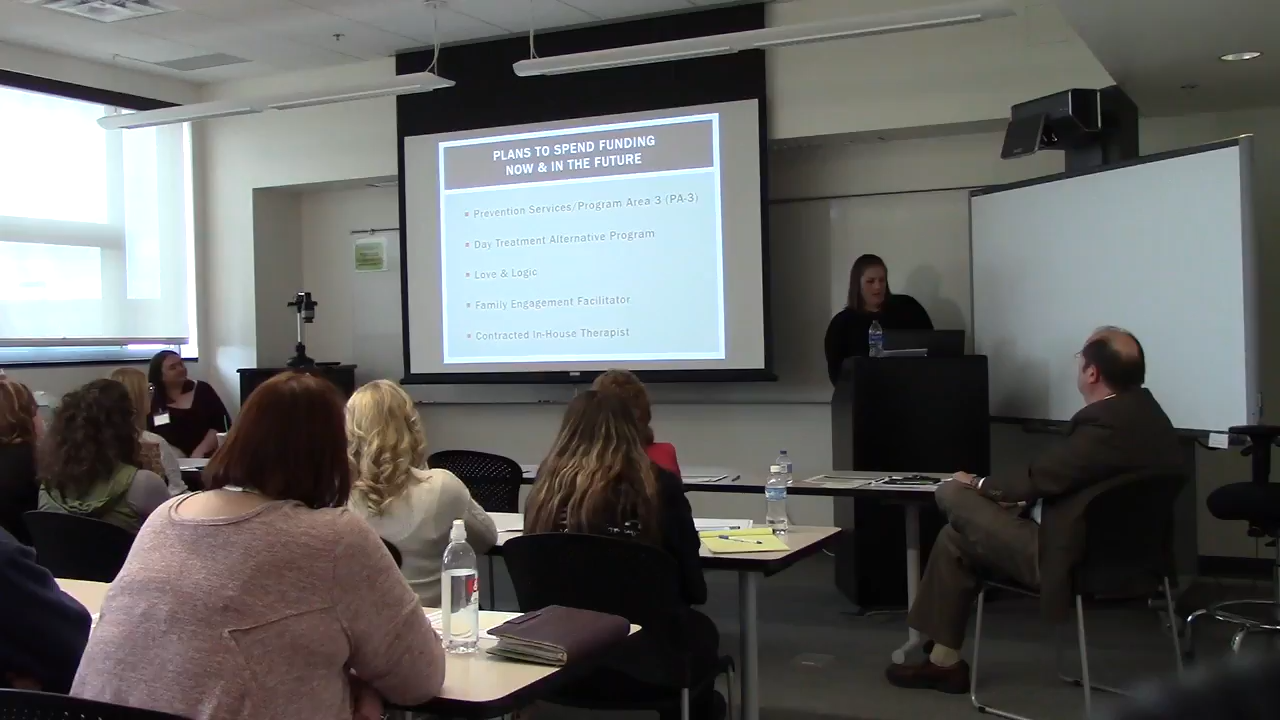 PLANS TO SPEND FUNDING
NOW & IN THE FUTURE
Prevention Services/Program Area 3 (PA-3)
Day Treatment Alternative Program
Love & Logic
Family Engagement Facilitator
Contracted In-House Therapist